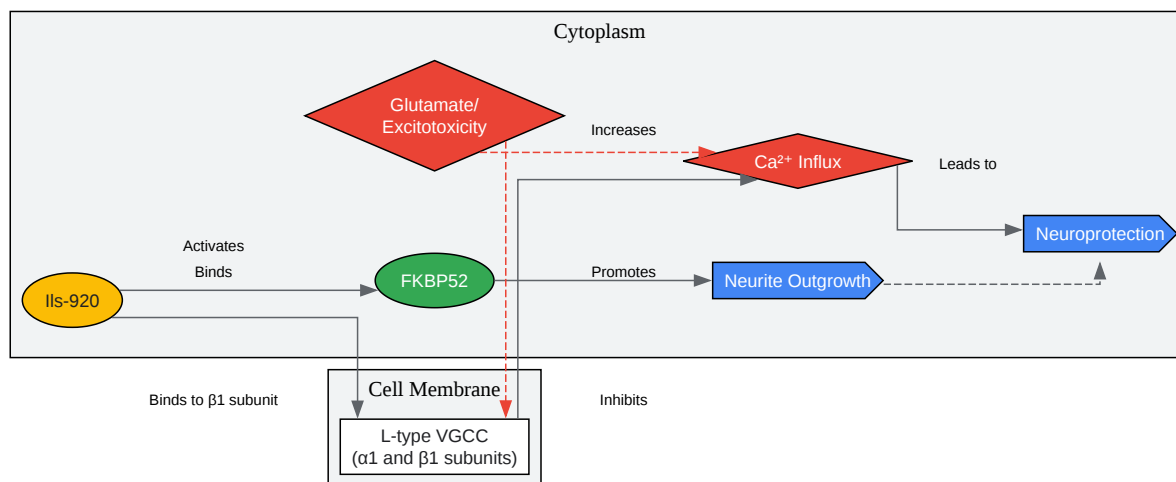 Cytoplasm
Glutamate/
Excitotoxicity
Increases
Ca²⁺ Influx
Leads to
Neuroprotection
Activates
Binds
Ils-920
FKBP52
Promotes
Neurite Outgrowth
Binds to β1 subunit
Cell Membrane
Inhibits
L-type VGCC
(α1 and β1 subunits)